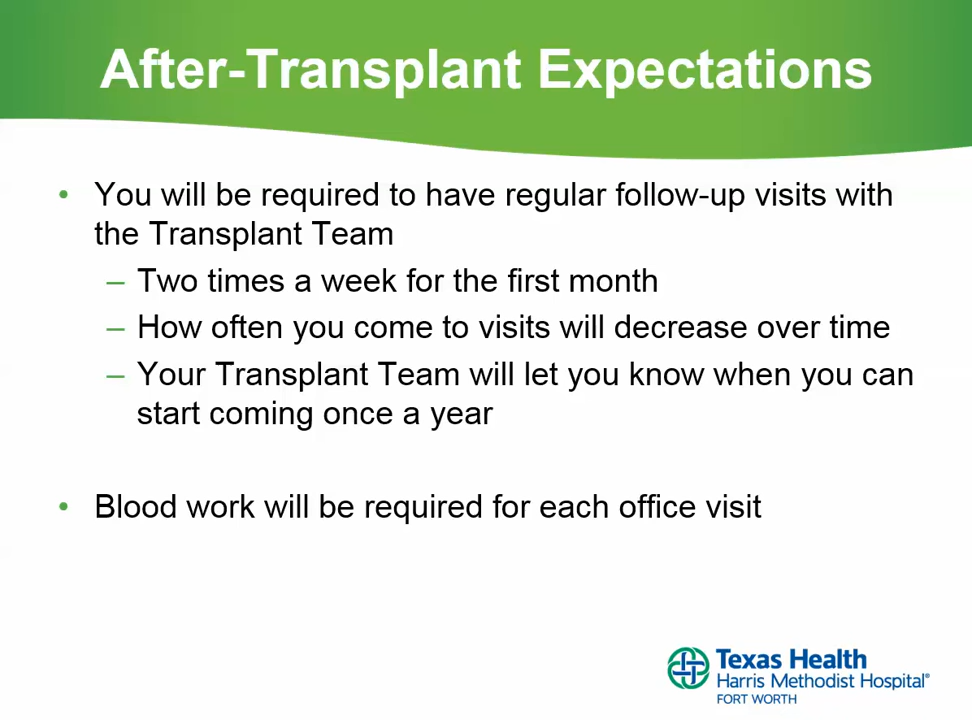 After-Transplant Expectations
• You will be required to have regular follow-up visits with
the Transplant Team
– Two times a week for the first month
– How often you come to visits will decrease over time
– Your Transplant Team will let you know when you can
start coming once a year
• Blood work will be required for each office visit
Texas Health
Harris Methodist Hospital®
FORT WORTH